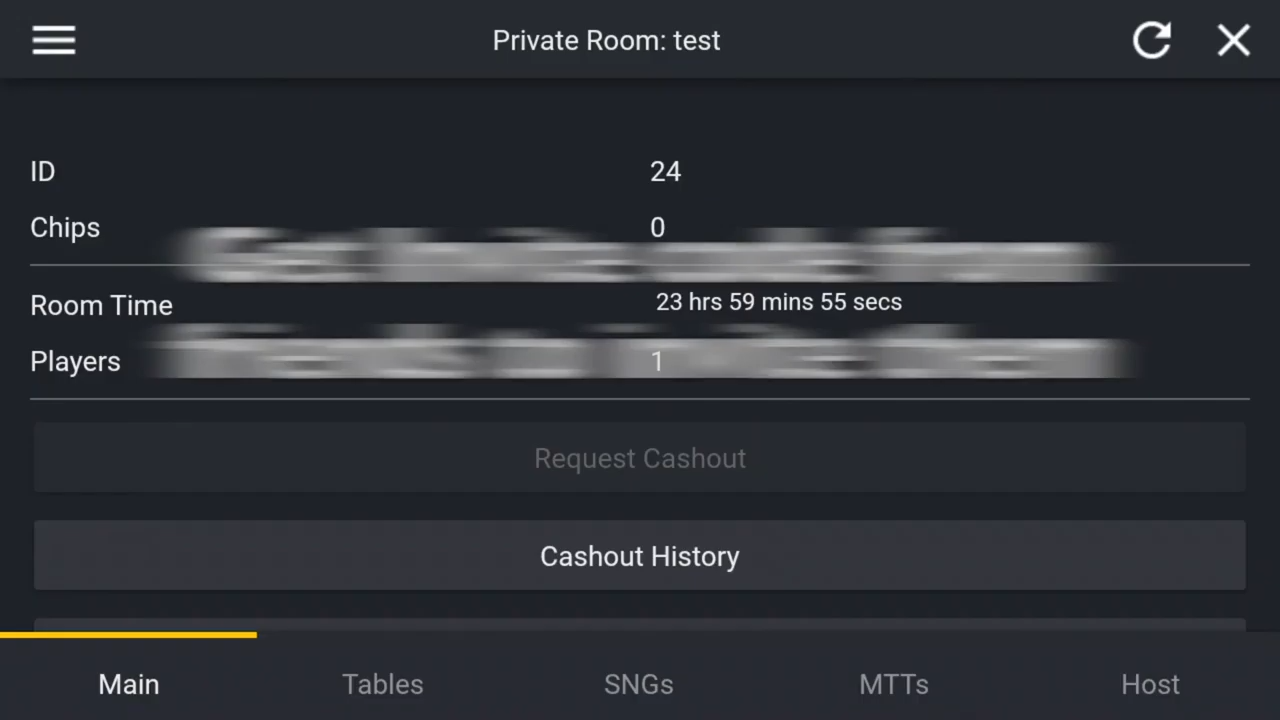 Private Room: test
ID 24
Chips 0
Room Time 23 hrs 59 mins 55 secs
Players 1
Request Cashout
Cashout History
Main Tables SNGs MTTs Host